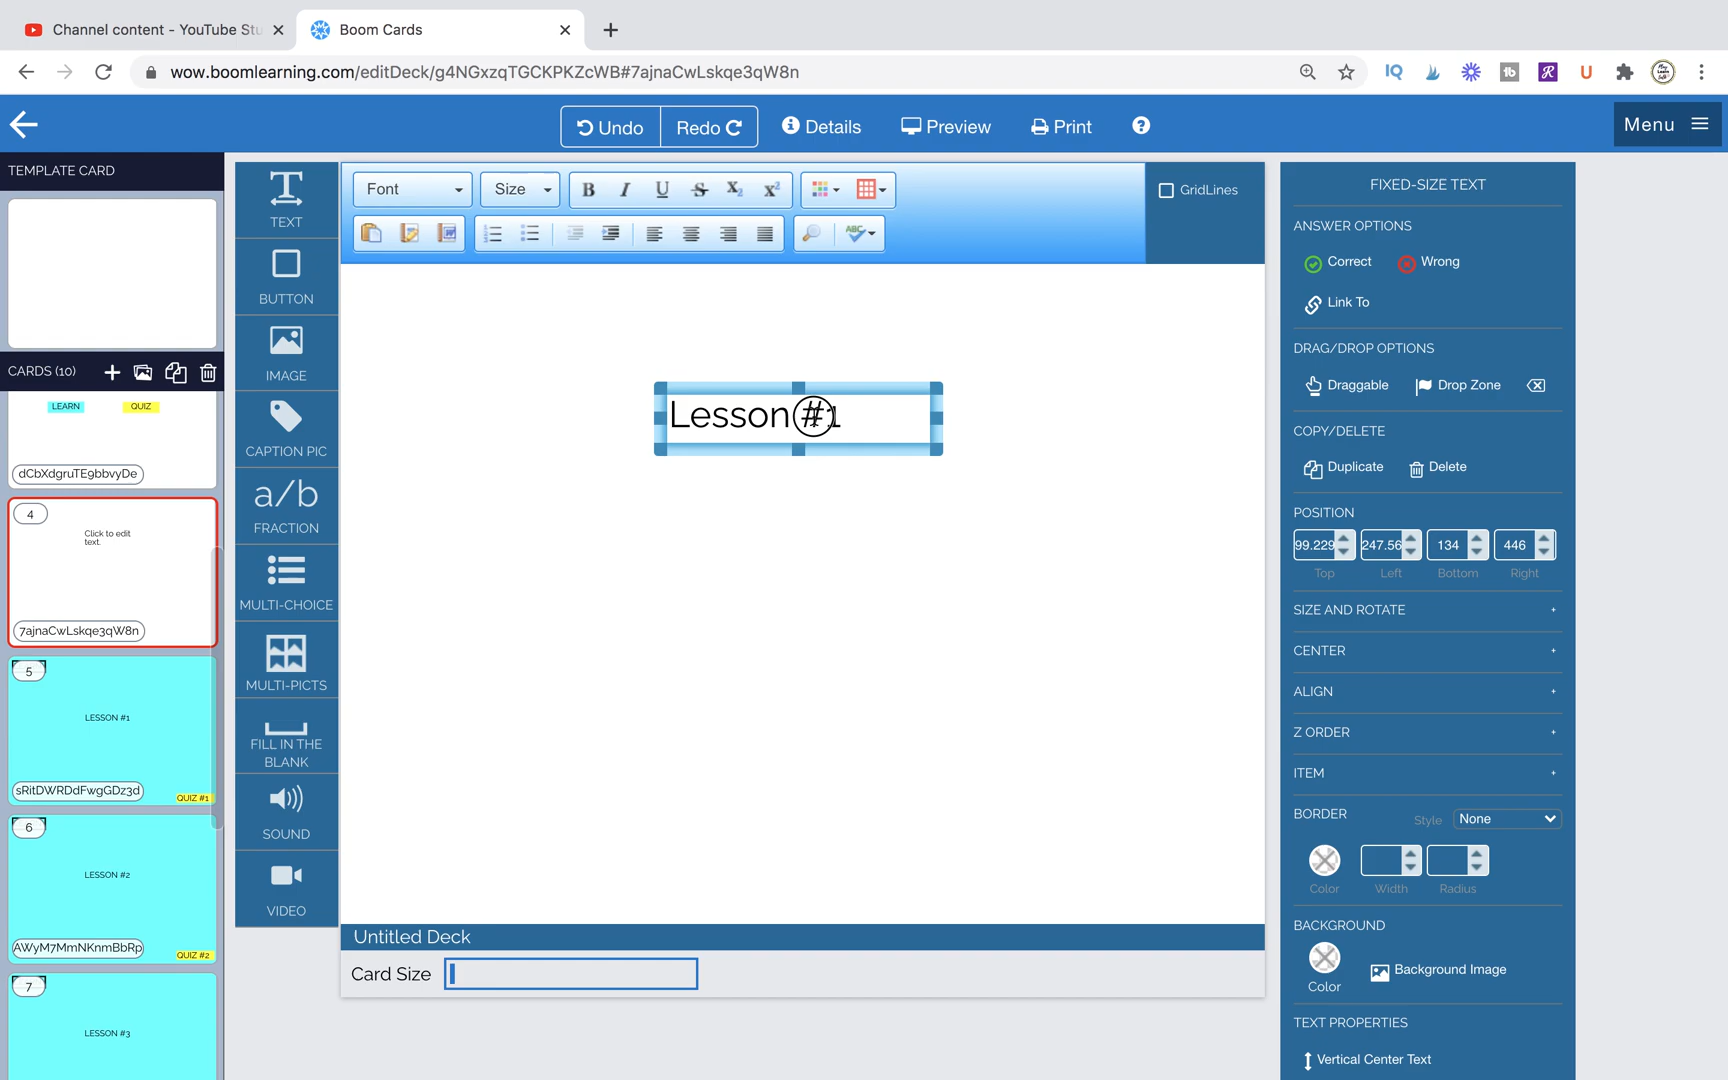 Channel content - YouTube Stu
Boom Cards
wow.boomlearning.com/editDeck/g4NGxzqTGCKPKZcWB#7ajnaCwLskqe3qW8n
Undo
Redo
Details
Preview
Print
Menu
TEMPLATE CARD
CARDS (10)
LEARN
QUIZ
dCbXdgruTE9bbvyDe
4
Click to edit
text.
7ajnaCwLskqe3qW8n
5
LESSON #1
sRitDWRDdFwgGDz3d
QUIZ #1
6
LESSON #2
AWyM7MmNKnmBbRp
QUIZ #2
7
LESSON #3
TEXT
BUTTON
IMAGE
CAPTION PIC
a/b
FRACTION
MULTI-CHOICE
MULTI-PICTS
FILL IN THE
BLANK
SOUND
VIDEO
Font
Size
B I U S X₂ X²
ABC
GridLines
Lesson #1
Untitled Deck
Card Size
FIXED-SIZE TEXT
ANSWER OPTIONS
Correct
Wrong
Link To
DRAG/DROP OPTIONS
Draggable
Drop Zone
COPY/DELETE
Duplicate
Delete
POSITION
99.229
247.56
134
446
Top
Left
Bottom
Right
SIZE AND ROTATE +
CENTER +
ALIGN +
Z ORDER +
ITEM +
BORDER
Style
None
Color
Width
Radius
BACKGROUND
Color
Background Image
TEXT PROPERTIES
Vertical Center Text